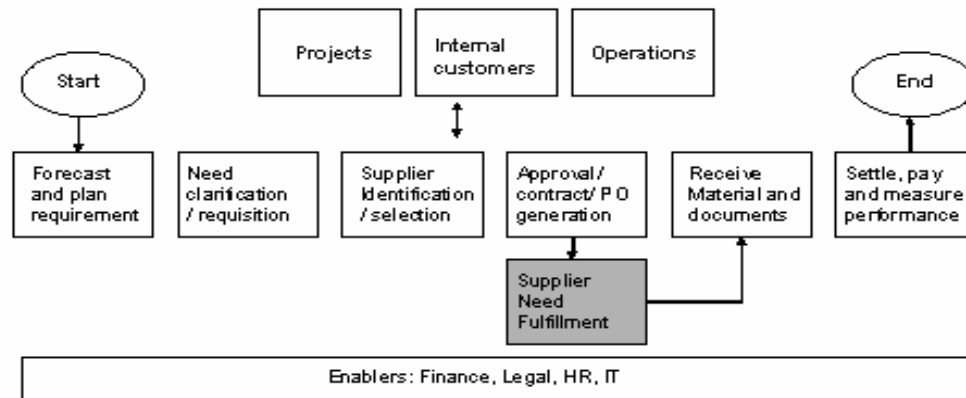 Projects
Internal
customers
Operations
Start
End
Forecast
and plan
requirement
Need
clarification
/ requisition
Supplier
Identification
/ selection
Approval /
contract/ PO
generation
Receive
Material and
documents
Settle, pay
and measure
performance
Supplier
Need
Fulfillment
Enablers: Finance, Legal, HR, IT